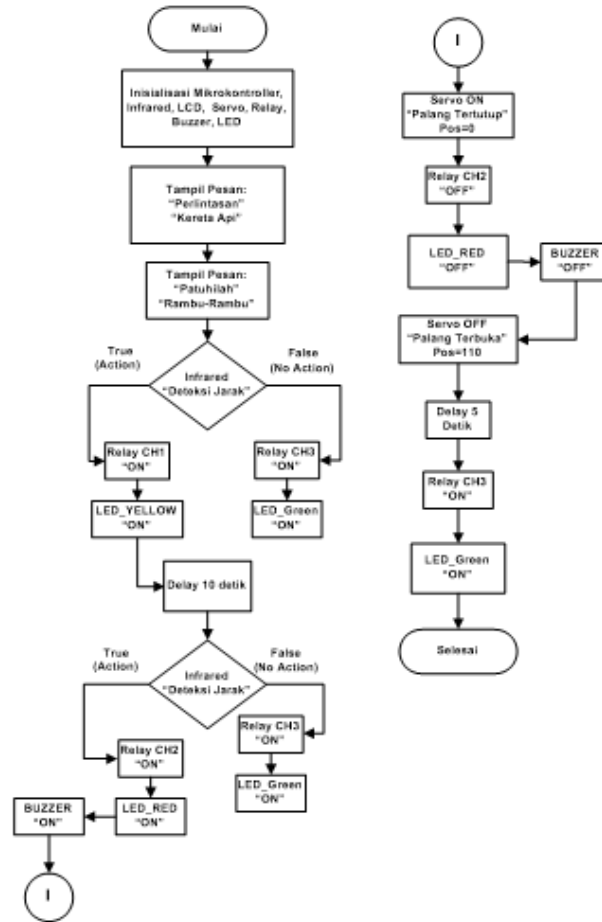 Mulai
Inisialisasi Mikrokontroller,
Infrared, LCD, Servo, Relay,
Buzzer, LED
Tampil Pesan:
“Perlintasan”
“Kereta Api”
Tampil Pesan:
“Patuhilah”
“Rambu-Rambu”
True
(Action)
False
(No Action)
Infrared
“Deteksi Jarak”
Relay CH1
“ON”
Relay CH3
“ON”
LED_YELLOW
“ON”
LED_Green
“ON”
Delay 10 detik
True
(Action)
False
(No Action)
Infrared
“Deteksi Jarak”
Relay CH2
“ON”
Relay CH3
“ON”
LED_Green
“ON”
BUZZER
“ON”
LED_RED
“ON”
I
I
Servo ON
“Palang Tertutup”
Pos=0
Relay CH2
“OFF”
LED_RED
“OFF”
BUZZER
“OFF”
Servo OFF
“Palang Terbuka”
Pos=110
Delay 5
Detik
Relay CH3
“ON”
LED_Green
“ON”
Selesai